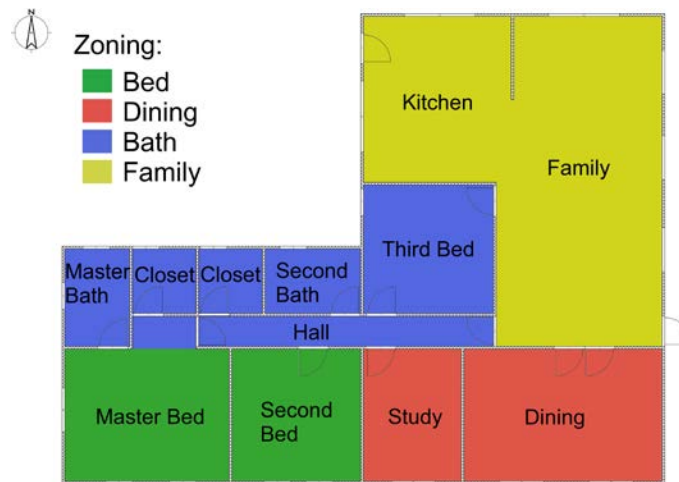 N
Zoning:
Bed
Dining
Bath
Family
Kitchen
Family
Third Bed
Master
Bath
Closet
Closet
Second
Bath
Hall
Master Bed
Second
Bed
Study
Dining